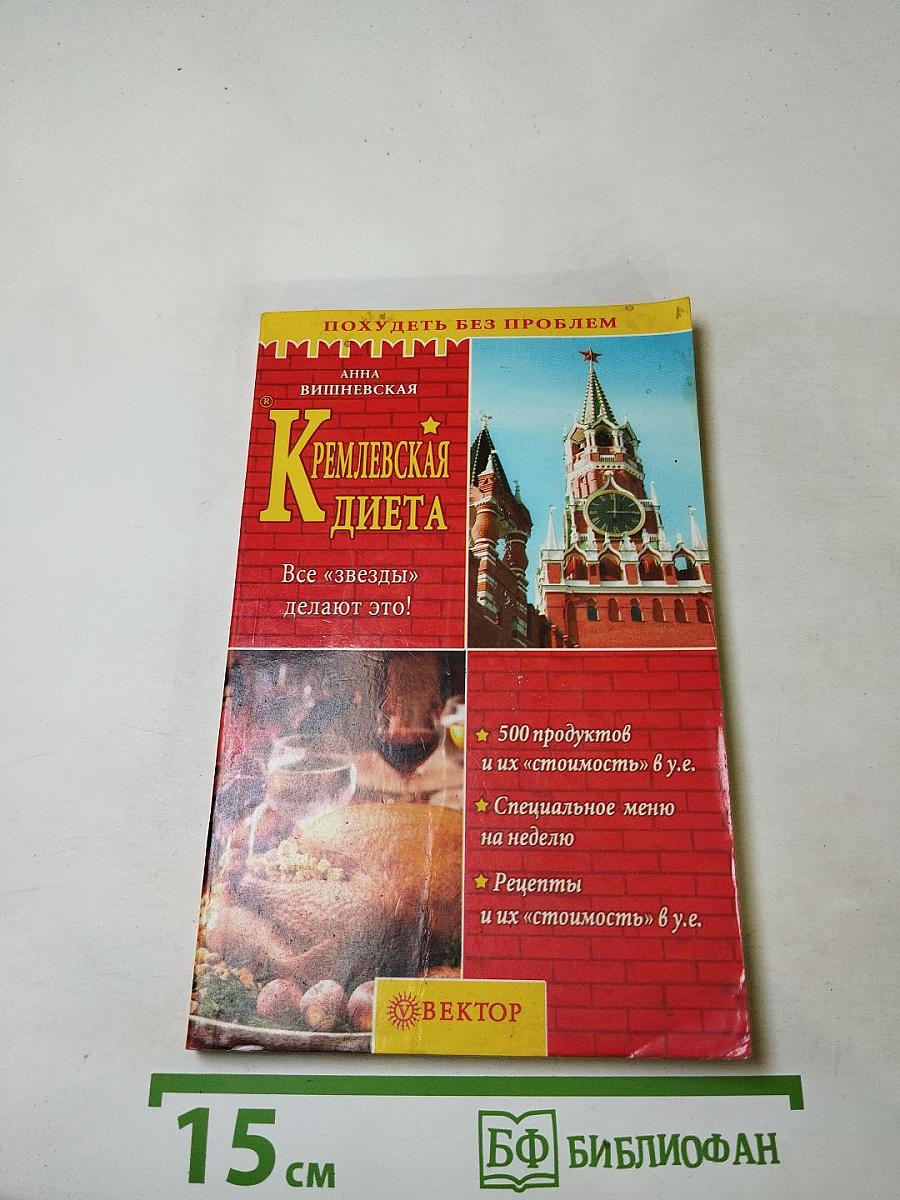 ПОХУДЕТЬ БЕЗ ПРОБЛЕМ
АННА
ВИШНЕВСКАЯ
®
КРЕМЛЕВСКАЯ
ДИЕТА
Все «звезды»
делают это!
500 продуктов
и их «стоимость» в у.е.
Специальное меню
на неделю
Рецепты
и их «стоимость» в у.е.
V ВЕКТОР
15 см
БФ БИБЛИОФАН